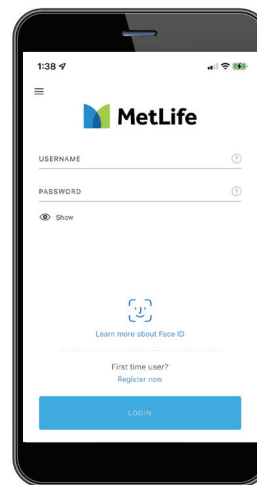 1:38
MetLife
USERNAME
PASSWORD
Show
Learn more about Face ID
First time user?
Register now
LOGIN